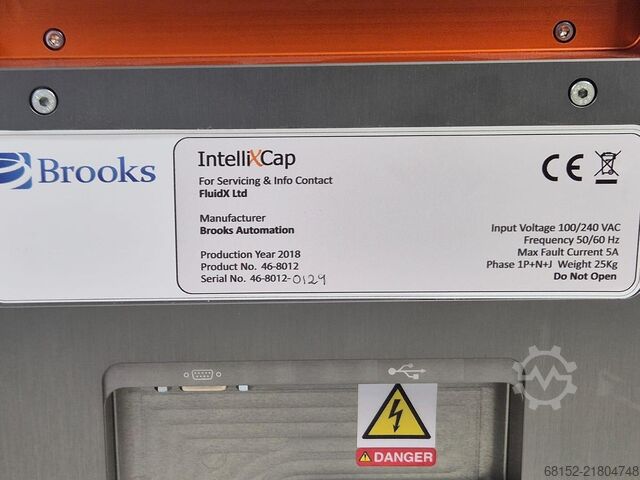 Brooks
IntelliXCap
For Servicing & Info Contact
FluidX Ltd
Manufacturer
Brooks Automation
Production Year 2018
Product No. 46-8012
Serial No. 46-8012-0129
CE
Input Voltage 100/240 VAC
Frequency 50/60 Hz
Max Fault Current 5A
Phase 1P+N+J Weight 25Kg
Do Not Open
DANGER
68152-21804748